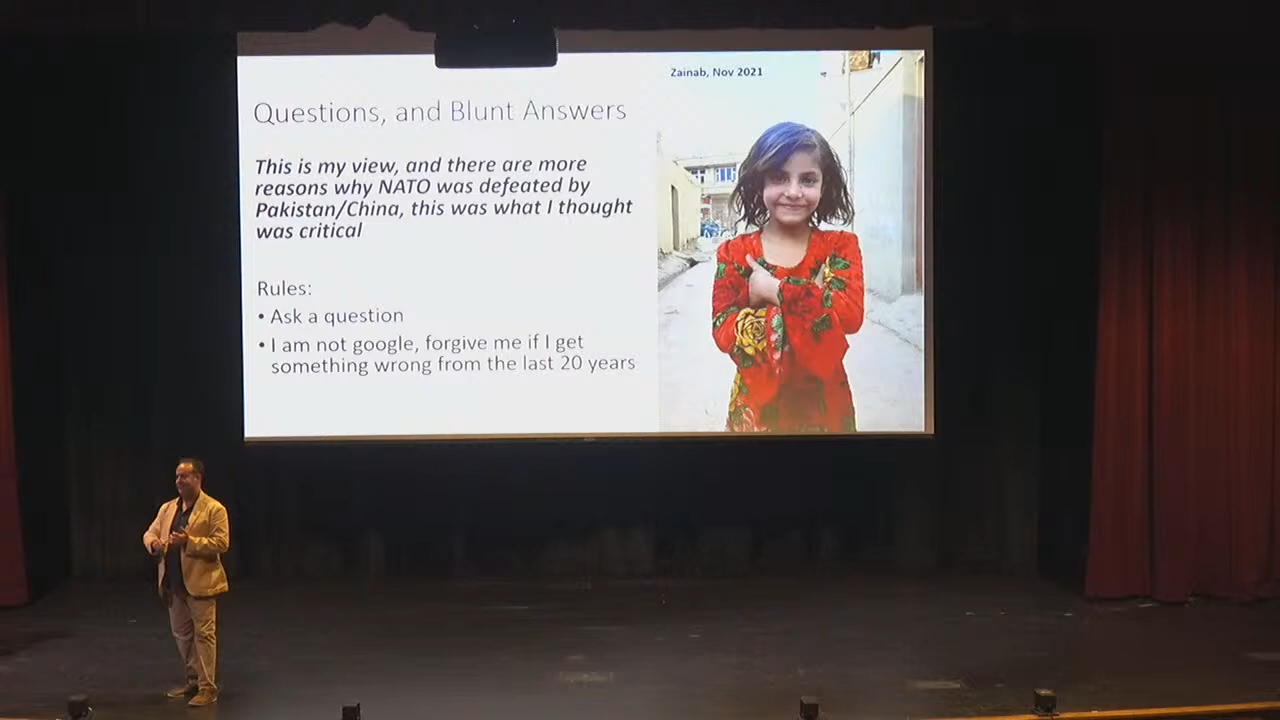 Zainab, Nov 2021
Questions, and Blunt Answers
This is my view, and there are more
reasons why NATO was defeated by
Pakistan/China, this was what I thought
was critical
Rules:
• Ask a question
• I am not google, forgive me if I get
something wrong from the last 20 years